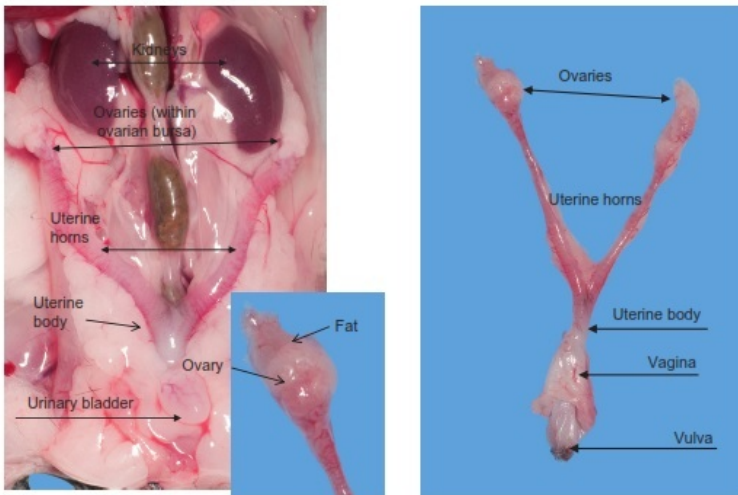 Kidneys
Ovaries (within
ovarian bursa)
Uterine
horns
Uterine
body
Urinary bladder
Fat
Ovary
Ovaries
Uterine horns
Uterine body
Vagina
Vulva